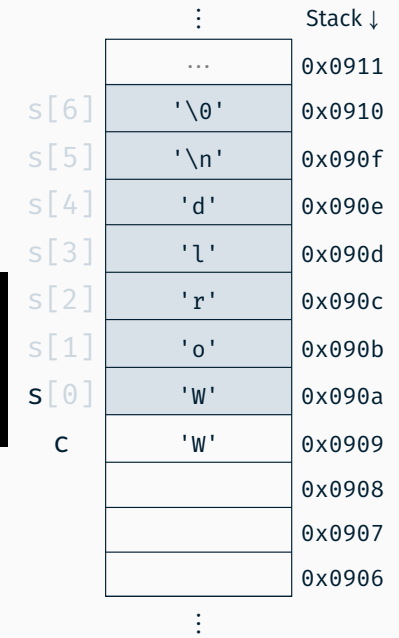 ⋮ Stack ↓
... 0x0911
s[6] '\0' 0x0910
s[5] '\n' 0x090f
s[4] 'd' 0x090e
s[3] 'l' 0x090d
s[2] 'r' 0x090c
s[1] 'o' 0x090b
s[0] 'W' 0x090a
c 'W' 0x0909
0x0908
0x0907
0x0906
⋮